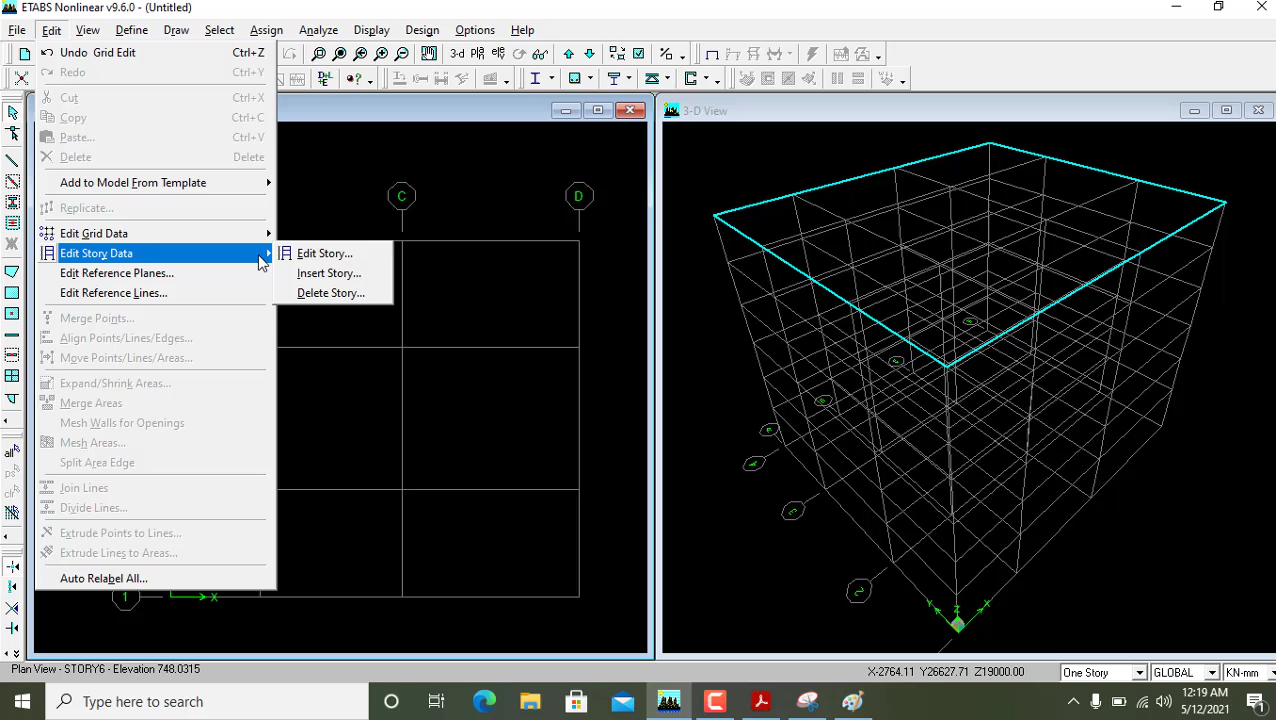 ETABS Nonlinear v9.6.0 - (Untitled)
File Edit View Define Draw Select Assign Analyze Display Design Options Help
Undo Grid Edit Ctrl+Z
Redo Ctrl+Y
Cut Ctrl+X
Copy Ctrl+C
Paste... Ctrl+V
Delete Delete
Add to Model From Template
Replicate...
Edit Grid Data
Edit Story Data
Edit Reference Planes...
Edit Reference Lines...
Merge Points...
Align Points/Lines/Edges...
Move Points/Lines/Areas...
Expand/Shrink Areas...
Merge Areas
Mesh Walls for Openings
Mesh Areas...
Split Area Edge
Join Lines
Divide Lines...
Extrude Points to Lines...
Extrude Lines to Areas...
Auto Relabel All...
Edit Story...
Insert Story...
Delete Story...
3-d
all
ps
clr
C
D
1
X
3-D View
2
Y
Z
X
Plan View - STORY6 - Elevation 748.0315
X-2764.11 Y26627.71 Z19000.00
One Story
GLOBAL
KN-mm
Type here to search
12:19 AM
5/12/2021